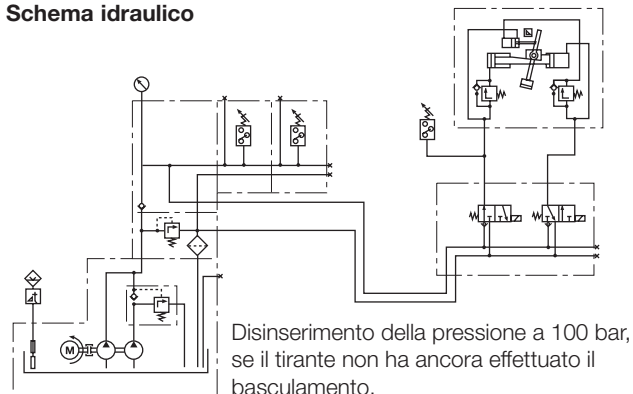 Schema idraulico
M
Disinserimento della pressione a 100 bar,
se il tirante non ha ancora effettuato il
basculamento.